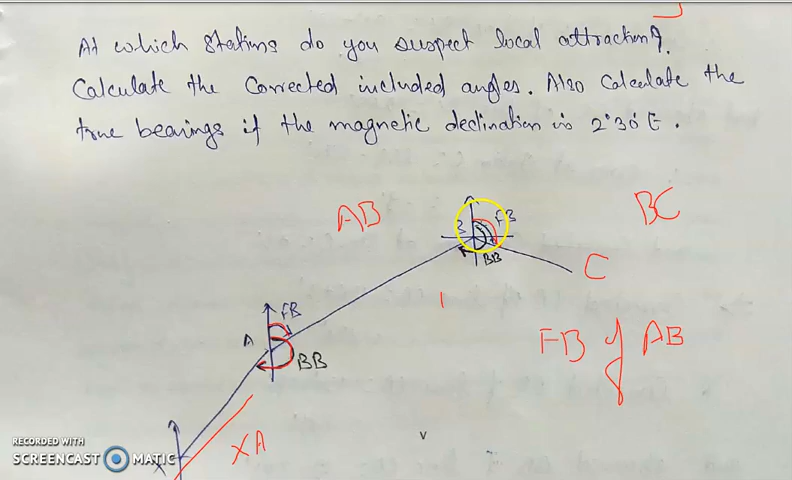 At which stations do you suspect local attraction?
Calculate the corrected included angles. Also calculate the
true bearings if the magnetic declination is 2°30' E.
AB
BC
B
FB
BB
C
FB
A
BB
FB of AB
XA
X
v
RECORDED WITH
SCREENCAST MATIC